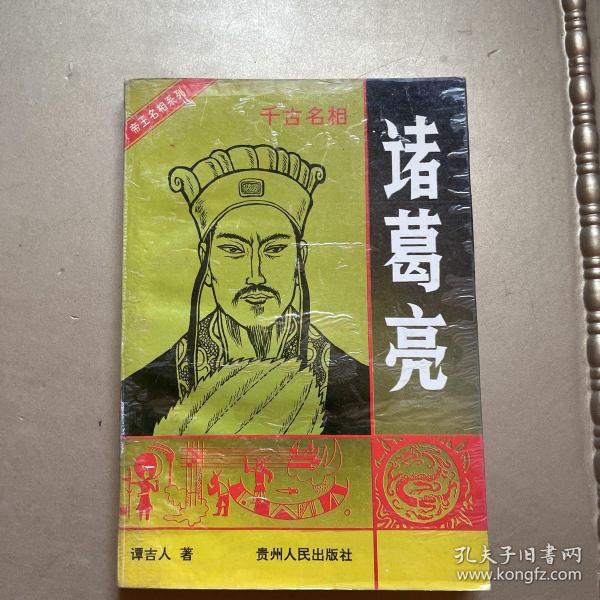 帝王名相系列
千古名相
诸葛亮
谭吉人 著
贵州人民出版社
孔夫子旧书网
www.kongfz.com